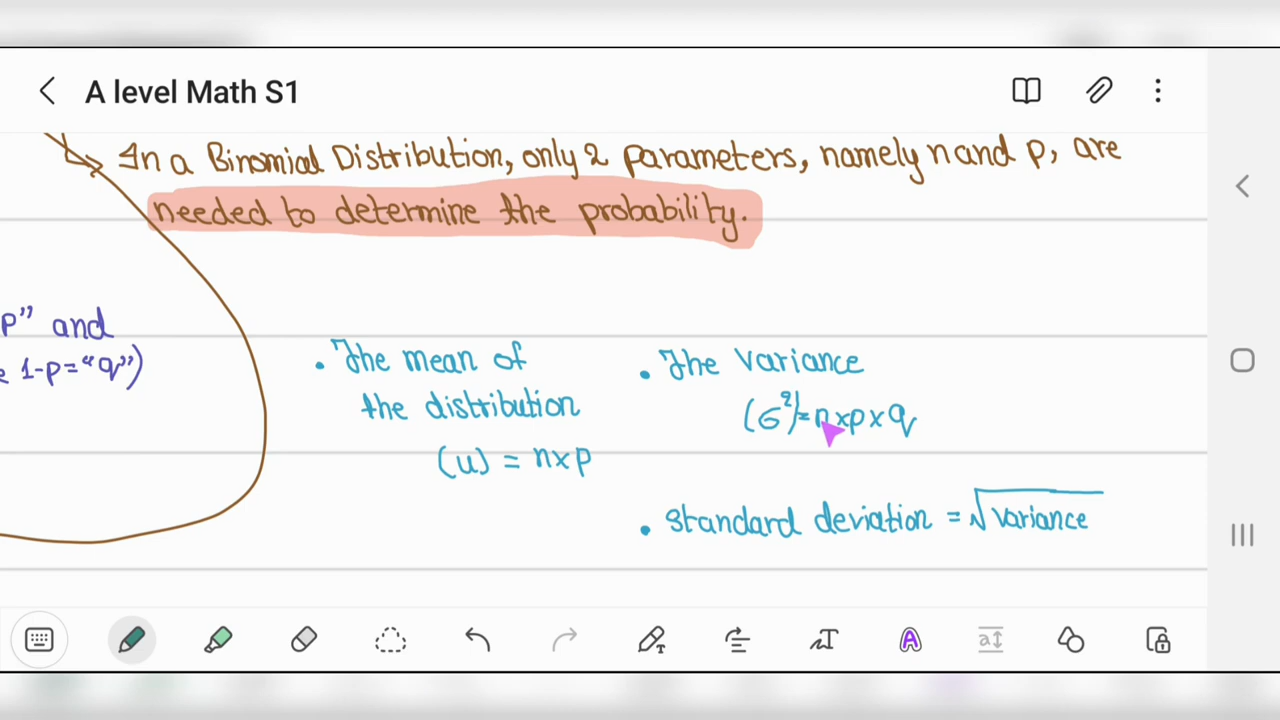 A level Math S1
In a Binomial Distribution, only 2 parameters, namely n and p, are
needed to determine the probability.
p" and
1-p="q")
• The mean of
the distribution
(u) = n×p
• The variance
(σ²)= n×p×q
• Standard deviation = √variance